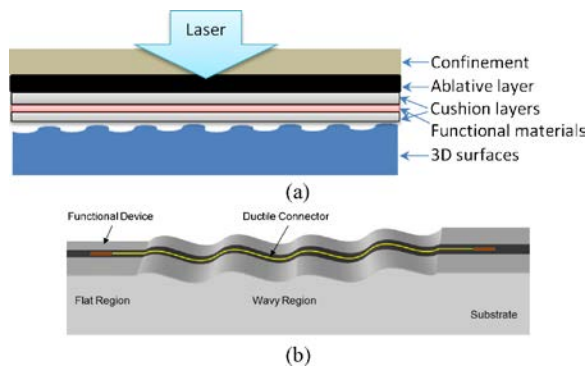 Laser
Confinement
Ablative layer
Cushion layers
Functional materials
3D surfaces
(a)
Functional Device
Ductile Connector
Flat Region
Wavy Region
Substrate
(b)